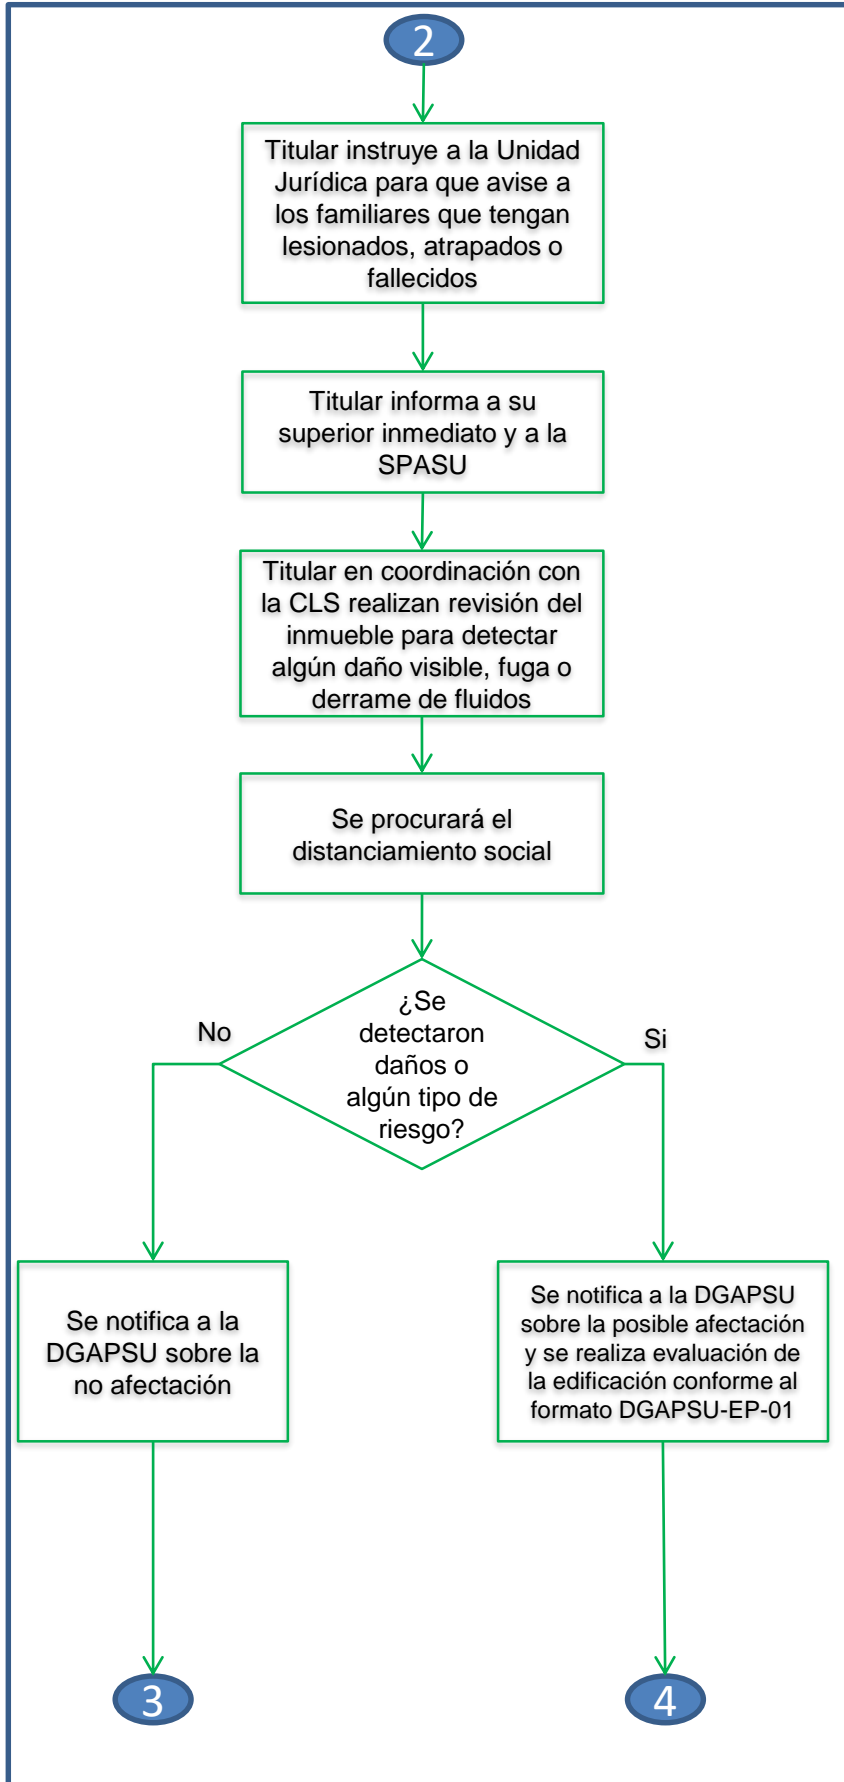 2
Titular instruye a la Unidad
Jurídica para que avise a
los familiares que tengan
lesionados, atrapados o
fallecidos
Titular informa a su
superior inmediato y a la
SPASU
Titular en coordinación con
la CLS realizan revisión del
inmueble para detectar
algún daño visible, fuga o
derrame de fluidos
Se procurará el
distanciamiento social
¿Se
detectaron
daños o
algún tipo de
riesgo?
No
Si
Se notifica a la
DGAPSU sobre la
no afectación
Se notifica a la DGAPSU
sobre la posible afectación
y se realiza evaluación de
la edificación conforme al
formato DGAPSU-EP-01
3
4